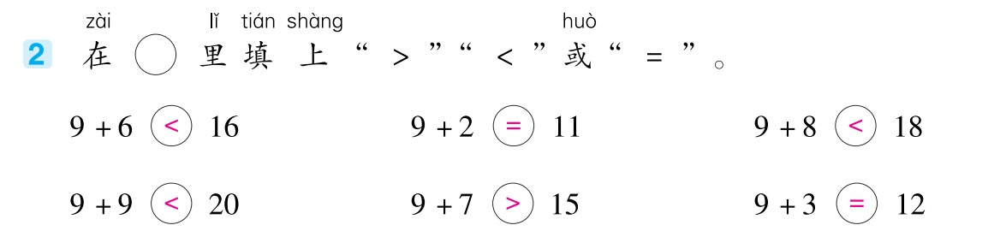 zài lǐ tián shàng huò
2 在 ○ 里 填 上 “ > ” “ < ” 或 “ = ” 。
9 + 6 < 16 9 + 2 = 11 9 + 8 < 18
9 + 9 < 20 9 + 7 > 15 9 + 3 = 12